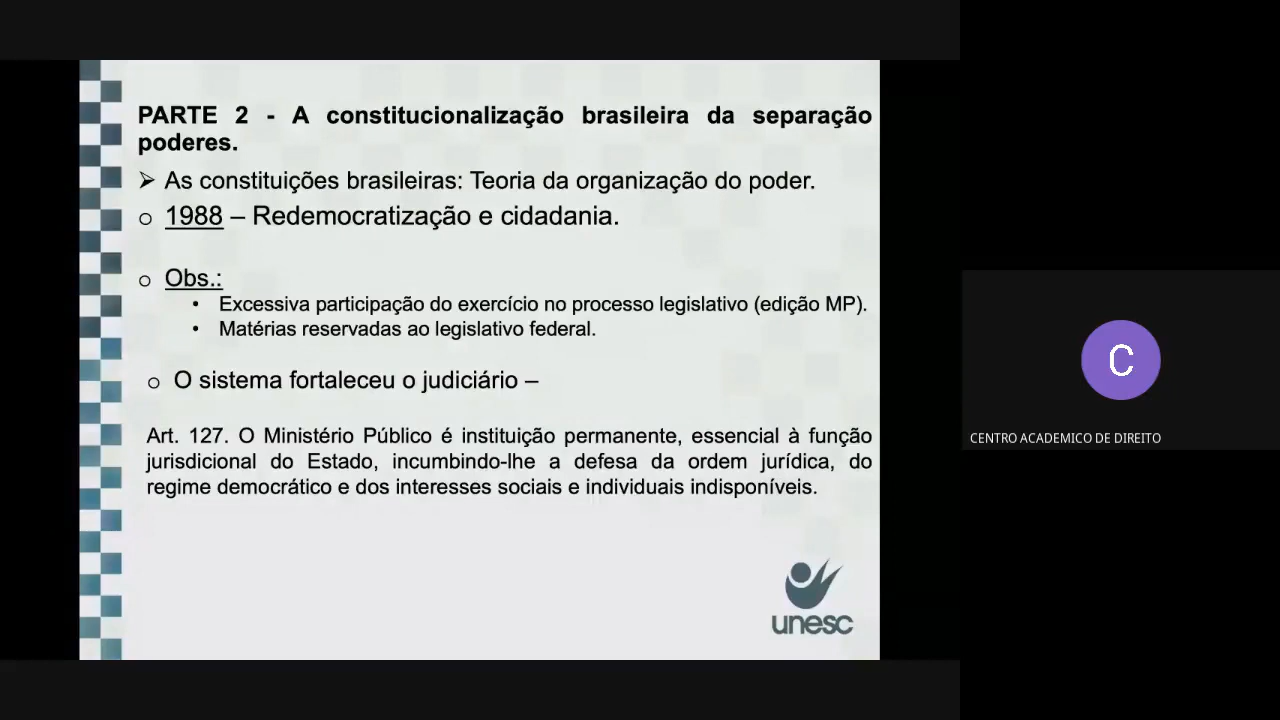 PARTE 2 - A constitucionalização brasileira da separação
poderes.
➢ As constituições brasileiras: Teoria da organização do poder.
o 1988 – Redemocratização e cidadania.
o Obs.:
• Excessiva participação do exercício no processo legislativo (edição MP).
• Matérias reservadas ao legislativo federal.
o O sistema fortaleceu o judiciário –
Art. 127. O Ministério Público é instituição permanente, essencial à função
jurisdicional do Estado, incumbindo-lhe a defesa da ordem jurídica, do
regime democrático e dos interesses sociais e individuais indisponíveis.
unesc
C
CENTRO ACADEMICO DE DIREITO